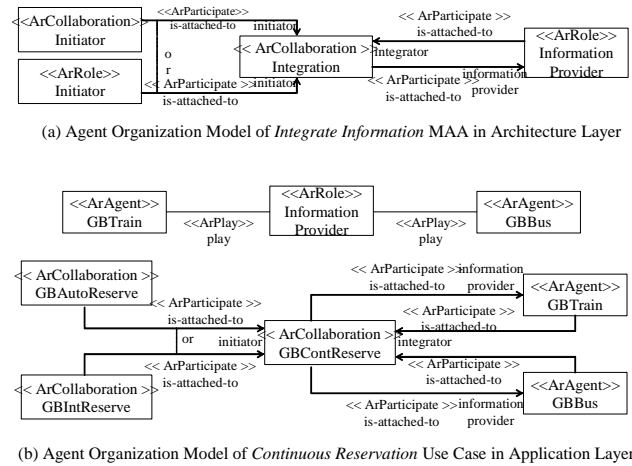 <<ArCollaboration>>
Initiator
<<ArParticipate>>
is-attached-to
initiator
o
r
<<ArRole>>
Initiator
<< ArParticipate >>
is-attached-to
initiator
<< ArCollaboration >>
Integration
<< ArParticipate >>
is-attached-to
integrator
<< ArParticipate >>
is-attached-to
information
provider
<<ArRole>>
Information
Provider
(a) Agent Organization Model of Integrate Information MAA in Architecture Layer
<<ArAgent>>
GBTrain
<<ArPlay>>
play
<<ArRole>>
Information
Provider
<<ArPlay>>
play
<<ArAgent>>
GBBus
<< ArCollaboration >>
GBAutoReserve
<< ArParticipate >>
is-attached-to
or
initiator
<< ArParticipate >>
is-attached-to
<< ArCollaboration >>
GBIntReserve
<< ArCollaboration >>
GBContReserve
<< ArParticipate >>
is-attached-to
information
provider
<<ArAgent>>
GBTrain
<< ArParticipate >>
is-attached-to
integrator
<< ArParticipate >>
is-attached-to
<< ArParticipate >>
is-attached-to
information
provider
<<ArAgent>>
GBBus
(b) Agent Organization Model of Continuous Reservation Use Case in Application Layer